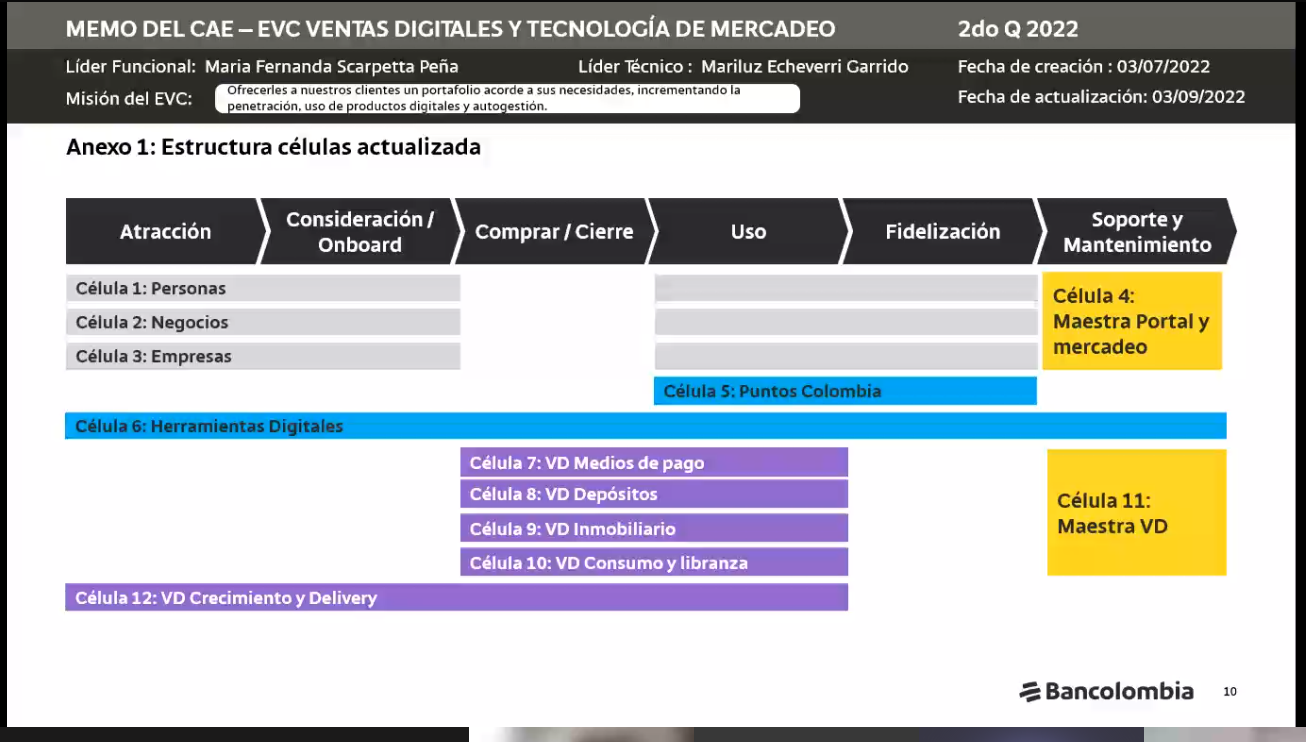 MEMO DEL CAE – EVC VENTAS DIGITALES Y TECNOLOGÍA DE MERCADEO
2do Q 2022
Líder Funcional: Maria Fernanda Scarpetta Peña
Líder Técnico : Mariluz Echeverri Garrido
Fecha de creación : 03/07/2022
Misión del EVC:
Ofrecerles a nuestros clientes un portafolio acorde a sus necesidades, incrementando la
penetración, uso de productos digitales y autogestión.
Fecha de actualización: 03/09/2022
Anexo 1: Estructura células actualizada
Atracción
Consideración /
Onboard
Comprar / Cierre
Uso
Fidelización
Soporte y
Mantenimiento
Célula 1: Personas
Célula 2: Negocios
Célula 3: Empresas
Célula 4:
Maestra Portal y
mercadeo
Célula 5: Puntos Colombia
Célula 6: Herramientas Digitales
Célula 7: VD Medios de pago
Célula 8: VD Depósitos
Célula 9: VD Inmobiliario
Célula 10: VD Consumo y libranza
Célula 11:
Maestra VD
Célula 12: VD Crecimiento y Delivery
Bancolombia
10